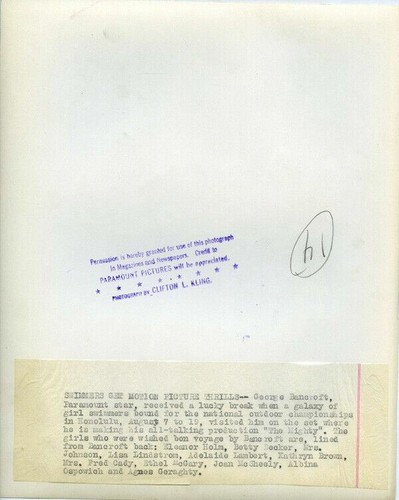 Permission is hereby granted for use of this photograph
in Magazines and Newspapers. Credit to
PARAMOUNT PICTURES will be appreciated.
* * * * * * * *
PHOTOGRAPH BY CLIFTON L. KLING.
14
SWIMMERS GET MOTION PICTURE THRILLS-- George Bancroft,
Paramount star, received a lucky break when a galaxy of
girl swimmers bound for the national outdoor championships
in Honolulu, August 7 to 15, visited him on the set where
he is making his all-talking production "The Mighty". The
girls who were wished bon voyage by Bancroft are, lined
from Bancroft back: Eleanor Holm, Betty Becker, Mrs.
Johnson, Lisa Lindstrom, Adelaide Lambert, Kathryn Brown,
Mrs. Fred Cady, Ethel McGary, Joan McSheely, Albina
Ospowich and Agnes Geraghty.